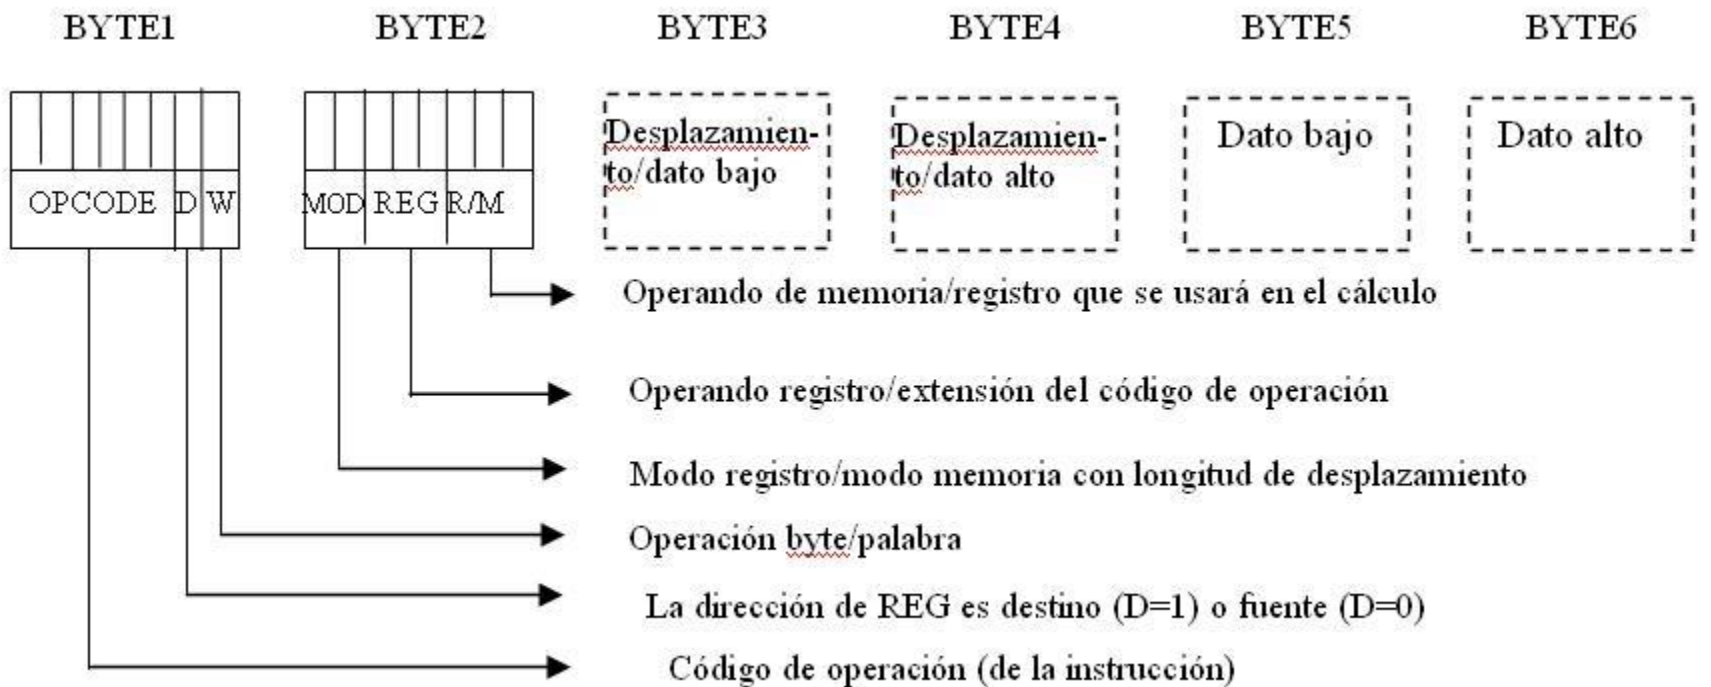 BYTE1 BYTE2 BYTE3 BYTE4 BYTE5 BYTE6
Desplazamien-
to/dato bajo
Desplazamien-
to/dato alto
Dato bajo
Dato alto
OPCODE D W
MOD REG R/M
Operando de memoria/registro que se usará en el cálculo
Operando registro/extensión del código de operación
Modo registro/modo memoria con longitud de desplazamiento
Operación byte/palabra
La dirección de REG es destino (D=1) o fuente (D=0)
Código de operación (de la instrucción)